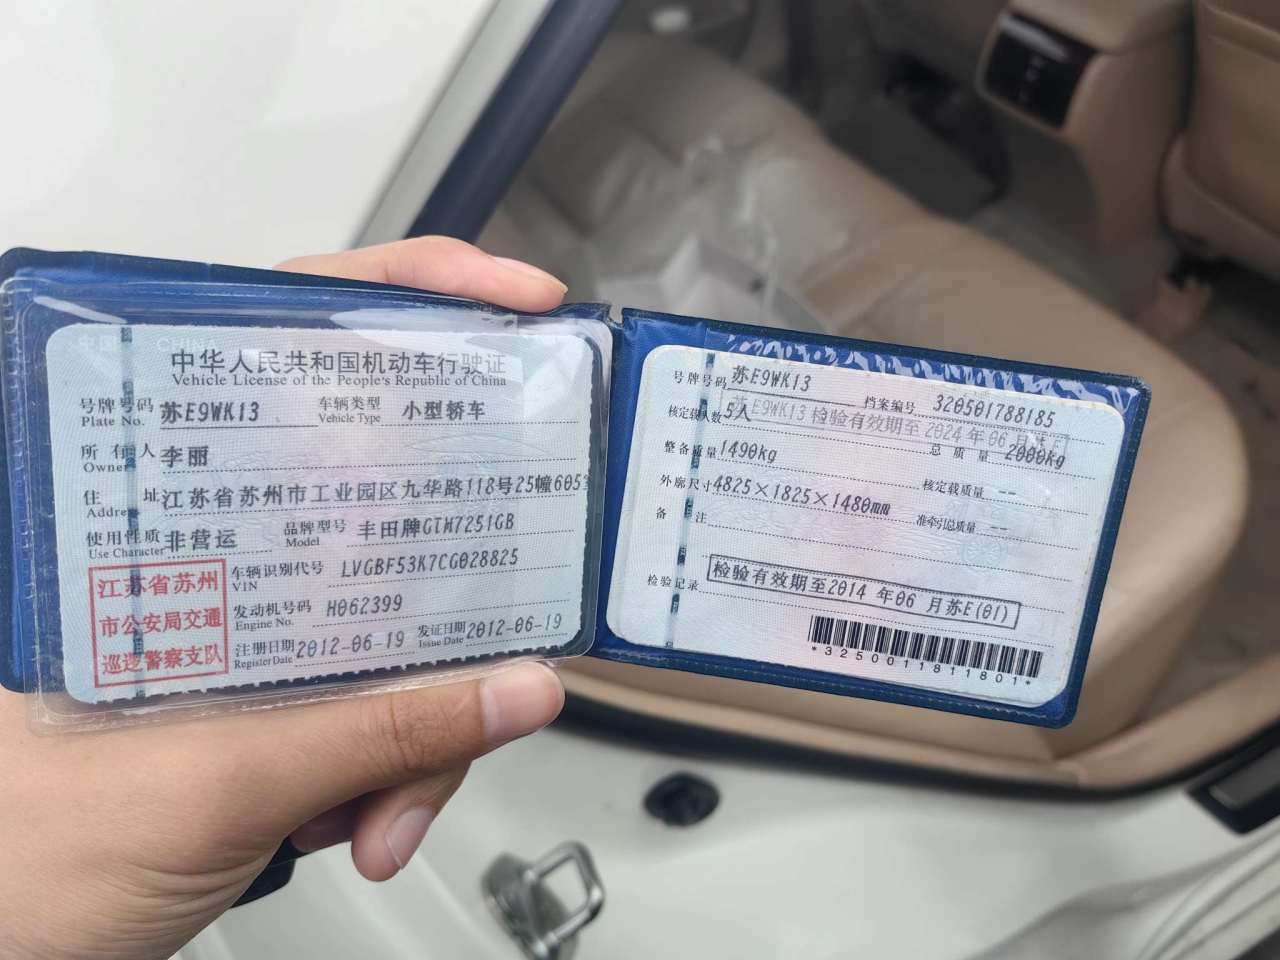 中华人民共和国机动车行驶证
Vehicle License of the People's Republic of China
号牌号码 苏E9WK13 车辆类型 小型轿车
Plate No. Vehicle Type
所有人 李丽
Owner
住 址 江苏省苏州市工业园区九华路118号25幢605
Address
使用性质 非营运 品牌型号 丰田牌GTM7251GB
Use Character Model
江苏省苏州
市公安局交通
巡逻警察支队
车辆识别代号 LVGBF53K7CG028825
VIN
发动机号码 H062399
Engine No.
注册日期 2012-06-19 发证日期 2012-06-19
Register Date Issue Date
号牌号码 苏E9WK13 档案编号 320501788185
苏E9WK13 检验有效期至2024年06月苏E
核定载人数 5人 总质量 2000kg
整备质量 1490kg 核定载质量 --
外廓尺寸 4825×1825×1480mm 准牵引总质量 --
备 注
检验记录 检验有效期至2014 年06 月苏E(01)
*3250011811801*